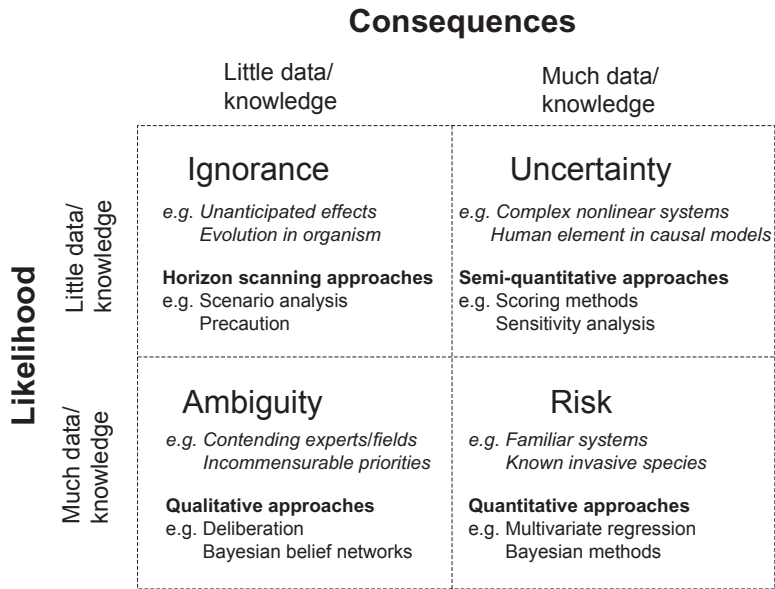 Consequences
Little data/
knowledge
Much data/
knowledge
Likelihood
Little data/
knowledge
Ignorance
e.g. Unanticipated effects
Evolution in organism
Horizon scanning approaches
e.g. Scenario analysis
Precaution
Uncertainty
e.g. Complex nonlinear systems
Human element in causal models
Semi-quantitative approaches
e.g. Scoring methods
Sensitivity analysis
Much data/
knowledge
Ambiguity
e.g. Contending experts/fields
Incommensurable priorities
Qualitative approaches
e.g. Deliberation
Bayesian belief networks
Risk
e.g. Familiar systems
Known invasive species
Quantitative approaches
e.g. Multivariate regression
Bayesian methods